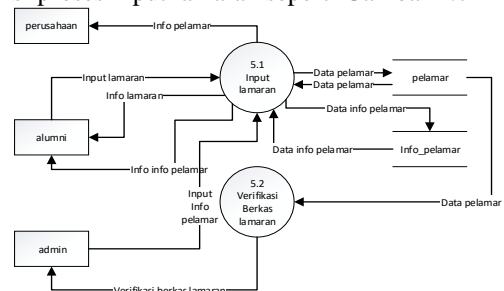 perusahaan
Info pelamar
5.1
Input
lamaran
Input lamaran
Info lamaran
Data pelamar
Data pelamar
pelamar
Data info pelamar
alumni
Data info pelamar
Info_pelamar
Info info pelamar
Input
Info
pelamar
5.2
Verifikasi
Berkas
lamaran
Data pelamar
admin
Verifikasi berkas lamaran